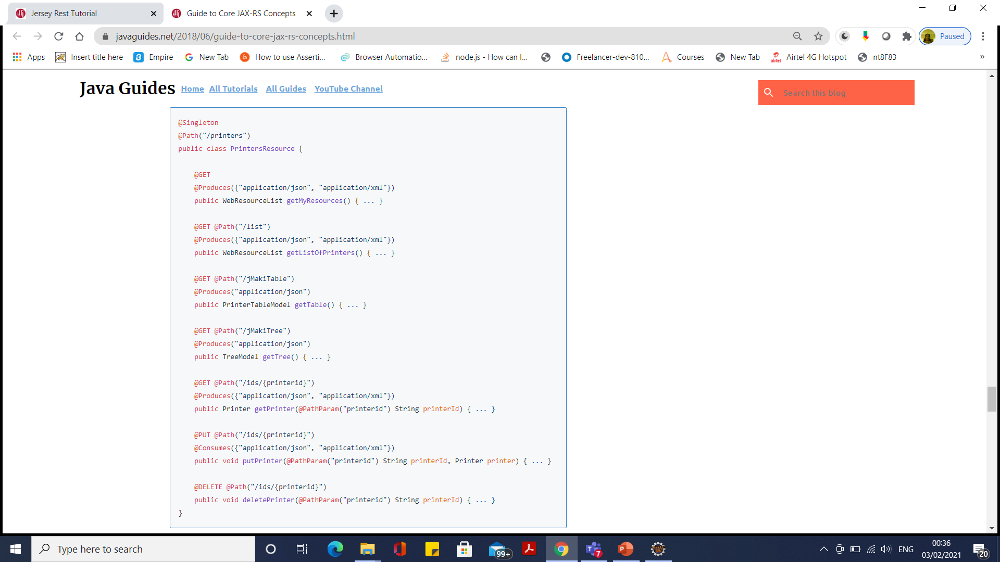 Jersey Rest Tutorial
Guide to Core JAX-RS Concepts
javaguides.net/2018/06/guide-to-core-jax-rs-concepts.html
Paused
Apps
Insert title here
Empire
New Tab
How to use Asserti...
Browser Automatio...
node.js - How can I...
Freelancer-dev-810...
Courses
New Tab
airtel
Airtel 4G Hotspot
nt8F83
»
Java Guides
Home
All Tutorials
All Guides
YouTube Channel
Search this blog
@Singleton
@Path("/printers")
public class PrintersResource {
@GET
@Produces({"application/json", "application/xml"})
public WebResourceList getMyResources() { ... }
@GET @Path("/list")
@Produces({"application/json", "application/xml"})
public WebResourceList getListOfPrinters() { ... }
@GET @Path("/jMakiTable")
@Produces("application/json")
public PrinterTableModel getTable() { ... }
@GET @Path("/jMakiTree")
@Produces("application/json")
public TreeModel getTree() { ... }
@GET @Path("/ids/{printerid}")
@Produces({"application/json", "application/xml"})
public Printer getPrinter(@PathParam("printerid") String printerId) { ... }
@PUT @Path("/ids/{printerid}")
@Consumes({"application/json", "application/xml"})
public void putPrinter(@PathParam("printerid") String printerId, Printer printer) { ... }
@DELETE @Path("/ids/{printerid}")
public void deletePrinter(@PathParam("printerid") String printerId) { ... }
}
Type here to search
99+
7
ENG
00:36
03/02/2021
20